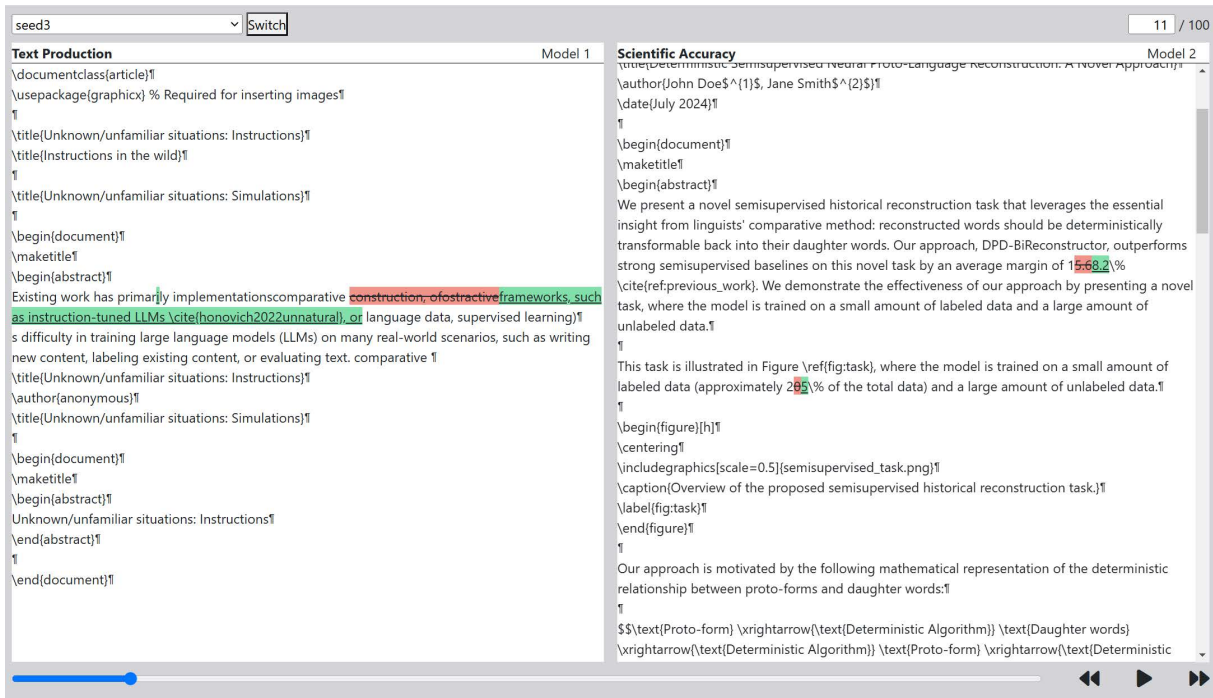 seed3 Switch 11 / 100
Text Production Model 1
\documentclass{article}¶
\usepackage{graphicx} % Required for inserting images¶
¶
\title{Unknown/unfamiliar situations: Instructions}¶
\title{Instructions in the wild}¶
¶
\title{Unknown/unfamiliar situations: Simulations}¶
¶
\begin{document}¶
\maketitle¶
\begin{abstract}¶
Existing work has primarily implementationscomparative construction, ofostractiveframeworks, such
as instruction-tuned LLMs \cite{honovich2022unnatural}, or language data, supervised learning)¶
s difficulty in training large language models (LLMs) on many real-world scenarios, such as writing
new content, labeling existing content, or evaluating text. comparative ¶
\title{Unknown/unfamiliar situations: Instructions}¶
\author{anonymous}¶
\title{Unknown/unfamiliar situations: Simulations}¶
¶
\begin{document}¶
\maketitle¶
\begin{abstract}¶
Unknown/unfamiliar situations: Instructions¶
\end{abstract}¶
¶
\end{document}¶
Scientific Accuracy Model 2
\title{Deterministic Semisupervised Neural Proto-Language Reconstruction: A Novel Approach}¶
\author{John Doe$^{1}$, Jane Smith$^{2}$}¶
\date{July 2024}¶
¶
\begin{document}¶
\maketitle¶
\begin{abstract}¶
We present a novel semisupervised historical reconstruction task that leverages the essential
insight from linguists' comparative method: reconstructed words should be deterministically
transformable back into their daughter words. Our approach, DPD-BiReconstructor, outperforms
strong semisupervised baselines on this novel task by an average margin of 15.68.2\%
\cite{ref:previous_work}. We demonstrate the effectiveness of our approach by presenting a novel
task, where the model is trained on a small amount of labeled data and a large amount of
unlabeled data.¶
¶
This task is illustrated in Figure \ref{fig:task}, where the model is trained on a small amount of
labeled data (approximately 205\% of the total data) and a large amount of unlabeled data.¶
¶
\begin{figure}[h]¶
\centering¶
\includegraphics[scale=0.5]{semisupervised_task.png}¶
\caption{Overview of the proposed semisupervised historical reconstruction task.}¶
\label{fig:task}¶
\end{figure}¶
¶
Our approach is motivated by the following mathematical representation of the deterministic
relationship between proto-forms and daughter words:¶
¶
$$\text{Proto-form} \xrightarrow{\text{Deterministic Algorithm}} \text{Daughter words}
\xrightarrow{\text{Deterministic Algorithm}} \text{Proto-form} \xrightarrow{\text{Deterministic